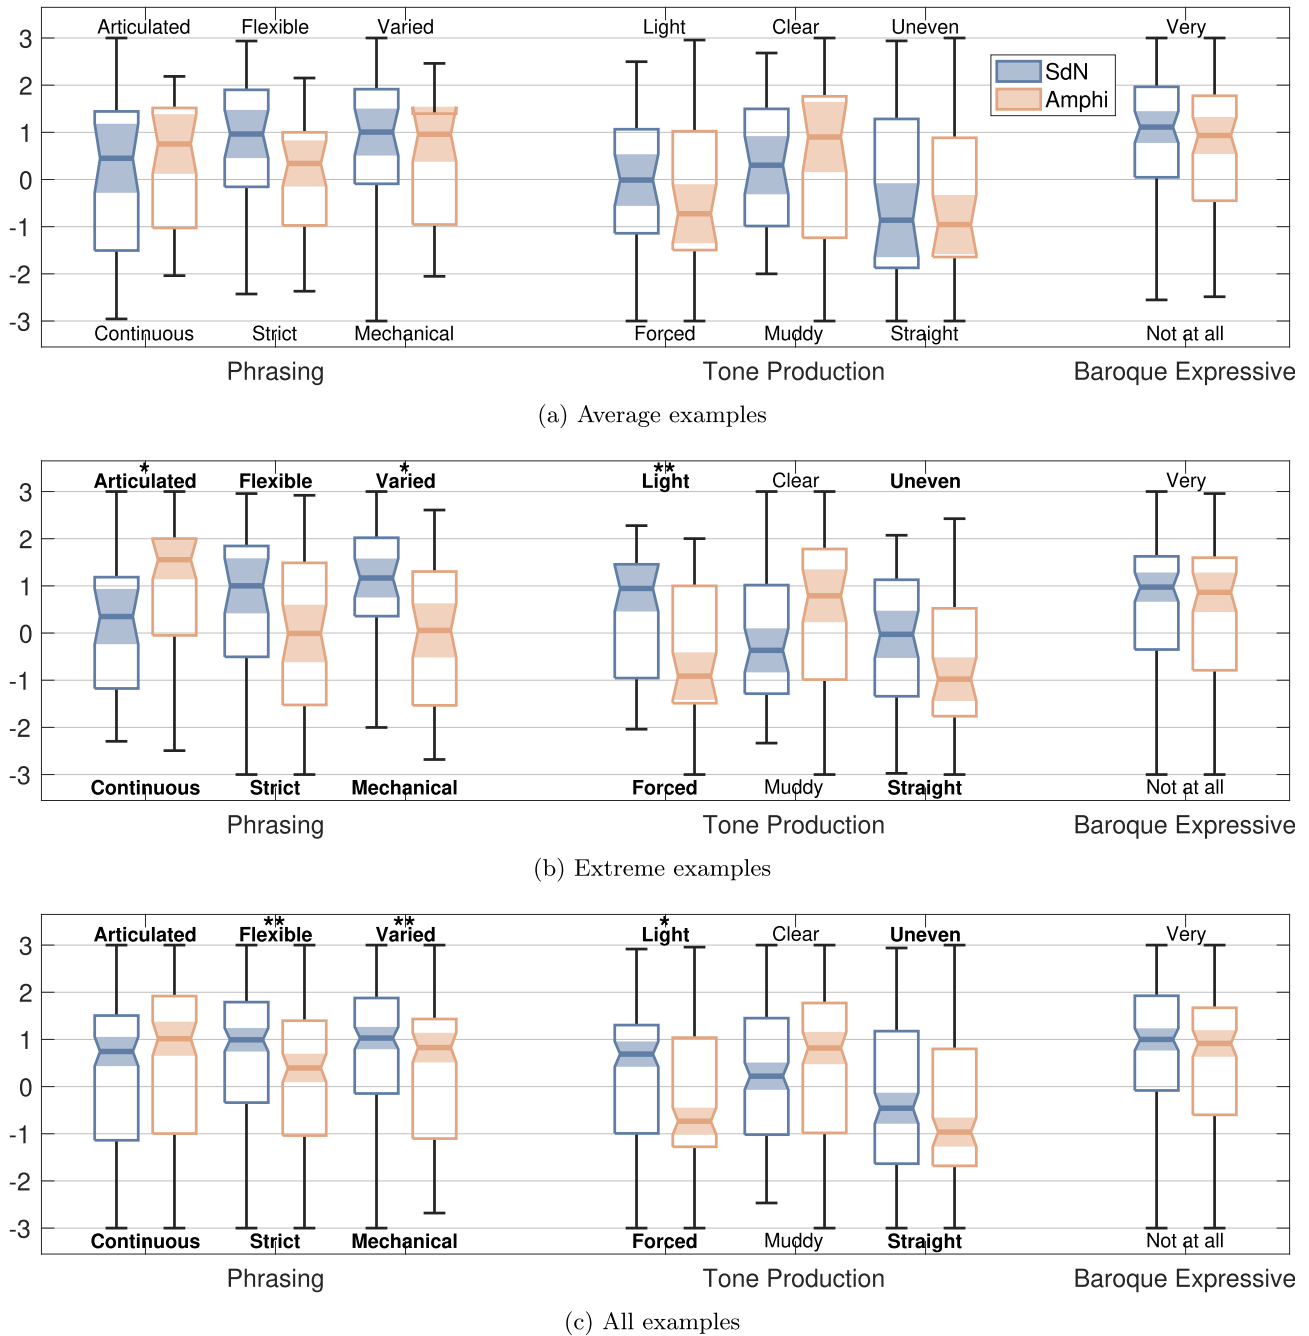 Articulated Flexible Varied Light Clear Uneven Very
3
2
1
0
-1
-2
-3
SdN
Amphi
Continuous Strict Mechanical Forced Muddy Straight Not at all
Phrasing Tone Production Baroque Expressive
(a) Average examples
* * **
Articulated Flexible Varied Light Clear Uneven Very
3
2
1
0
-1
-2
-3
Continuous Strict Mechanical Forced Muddy Straight Not at all
Phrasing Tone Production Baroque Expressive
(b) Extreme examples
** ** *
Articulated Flexible Varied Light Clear Uneven Very
3
2
1
0
-1
-2
-3
Continuous Strict Mechanical Forced Muddy Straight Not at all
Phrasing Tone Production Baroque Expressive
(c) All examples